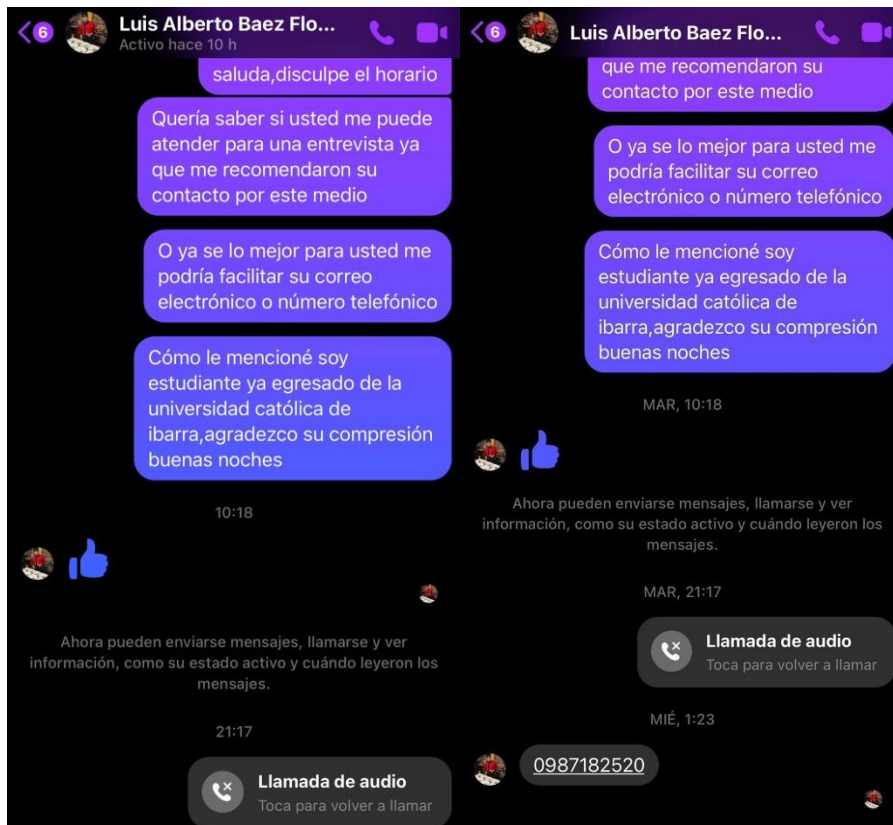 6
Luis Alberto Baez Flo...
Activo hace 10 h
saluda,disculpe el horario
Quería saber si usted me puede
atender para una entrevista ya
que me recomendaron su
contacto por este medio
O ya se lo mejor para usted me
podría facilitar su correo
electrónico o número telefónico
Cómo le mencioné soy
estudiante ya egresado de la
universidad católica de
ibarra,agradezco su compresión
buenas noches
10:18
Ahora pueden enviarse mensajes, llamarse y ver
información, como su estado activo y cuándo leyeron los
mensajes.
21:17
Llamada de audio
Toca para volver a llamar
6
Luis Alberto Baez Flo...
que me recomendaron su
contacto por este medio
O ya se lo mejor para usted me
podría facilitar su correo
electrónico o número telefónico
Cómo le mencioné soy
estudiante ya egresado de la
universidad católica de
ibarra,agradezco su compresión
buenas noches
MAR, 10:18
Ahora pueden enviarse mensajes, llamarse y ver
información, como su estado activo y cuándo leyeron los
mensajes.
MAR, 21:17
Llamada de audio
Toca para volver a llamar
MIÉ, 1:23
0987182520